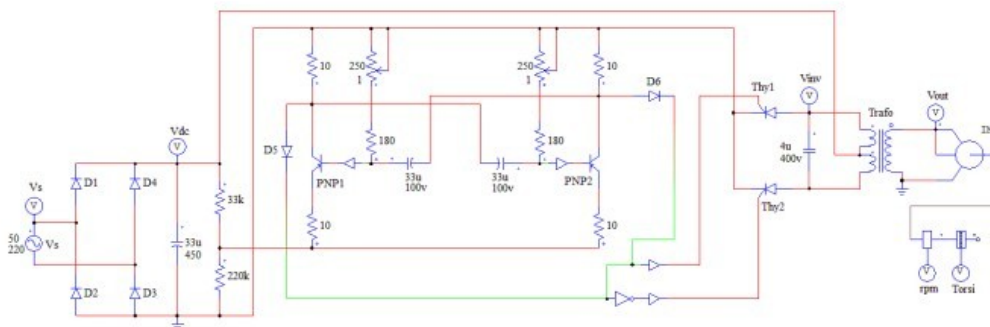 Vs
V
50
220
Vs
D1
D4
D2
D3
Vdc
V
33u
450
33k
220k
10
250
1
180
D5
PNP1
10
33u
100v
33u
100v
250
1
180
10
PNP2
10
D6
Thy1
Thy2
Vinv
V
4u
400v
Trafo
Vout
V
V
rpm
V
Torsi